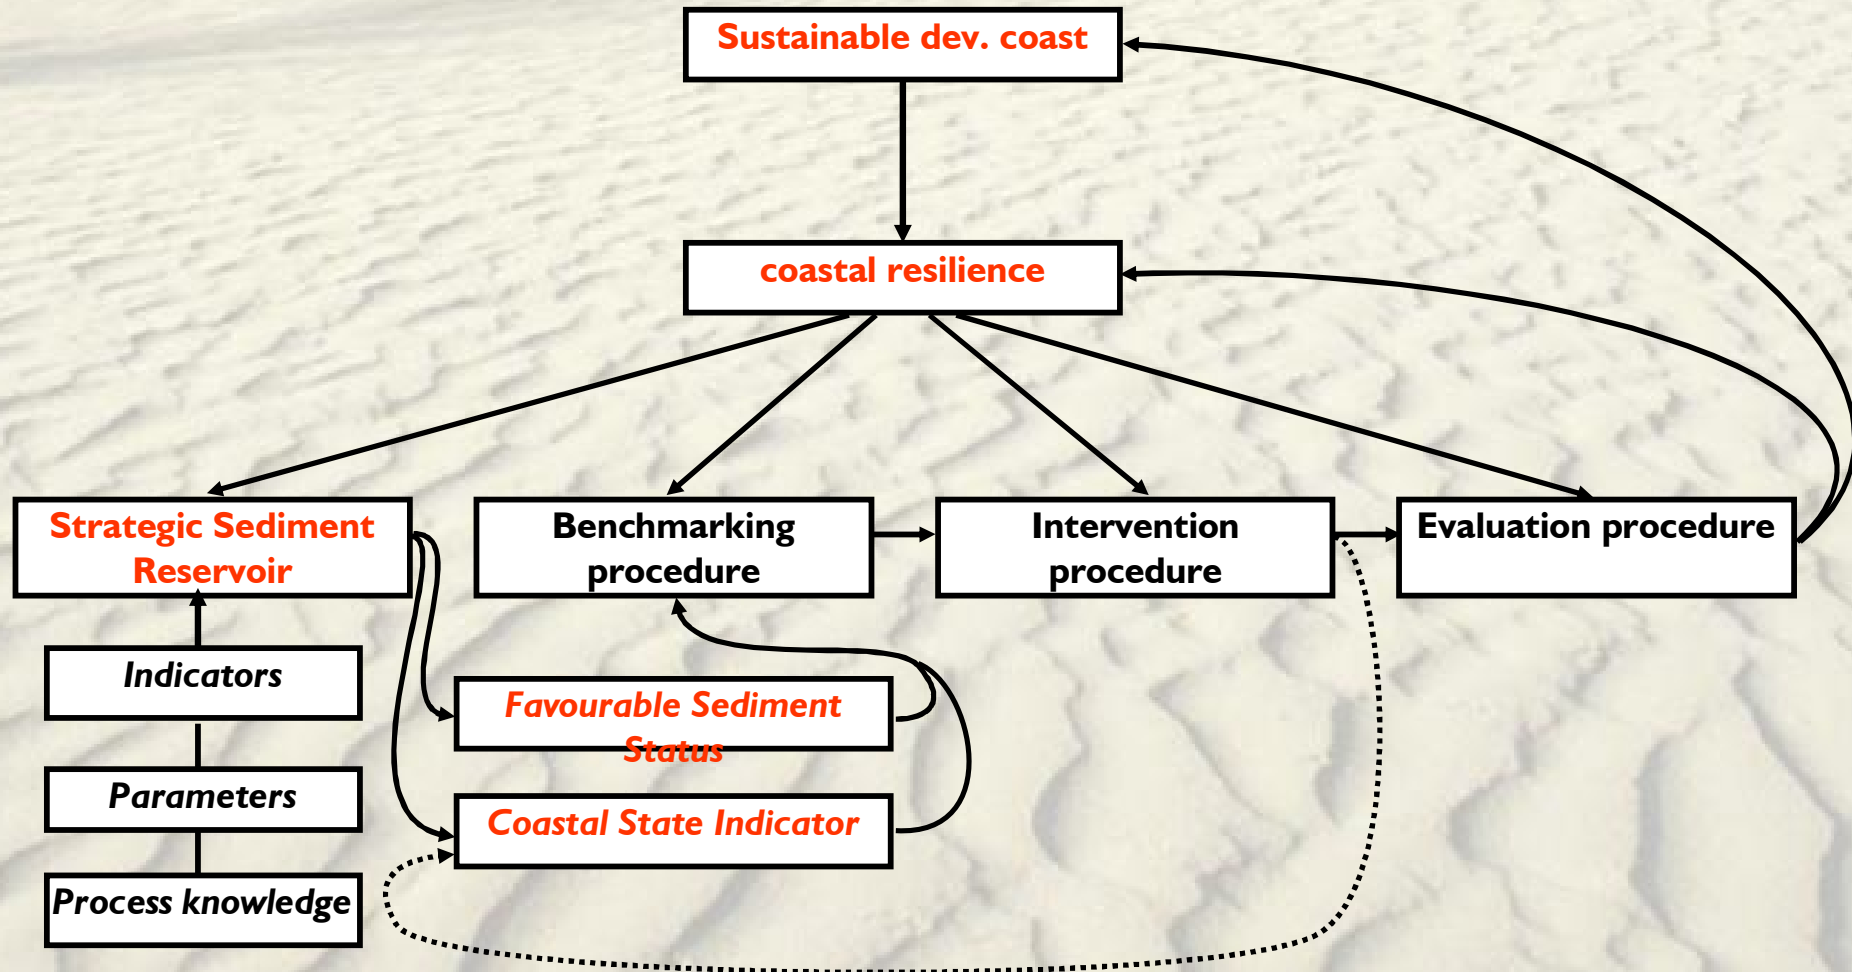 Sustainable dev. coast
coastal resilience
Strategic Sediment
Reservoir
Benchmarking
procedure
Intervention
procedure
Evaluation procedure
Indicators
Favourable Sediment
Status
Parameters
Coastal State Indicator
Process knowledge